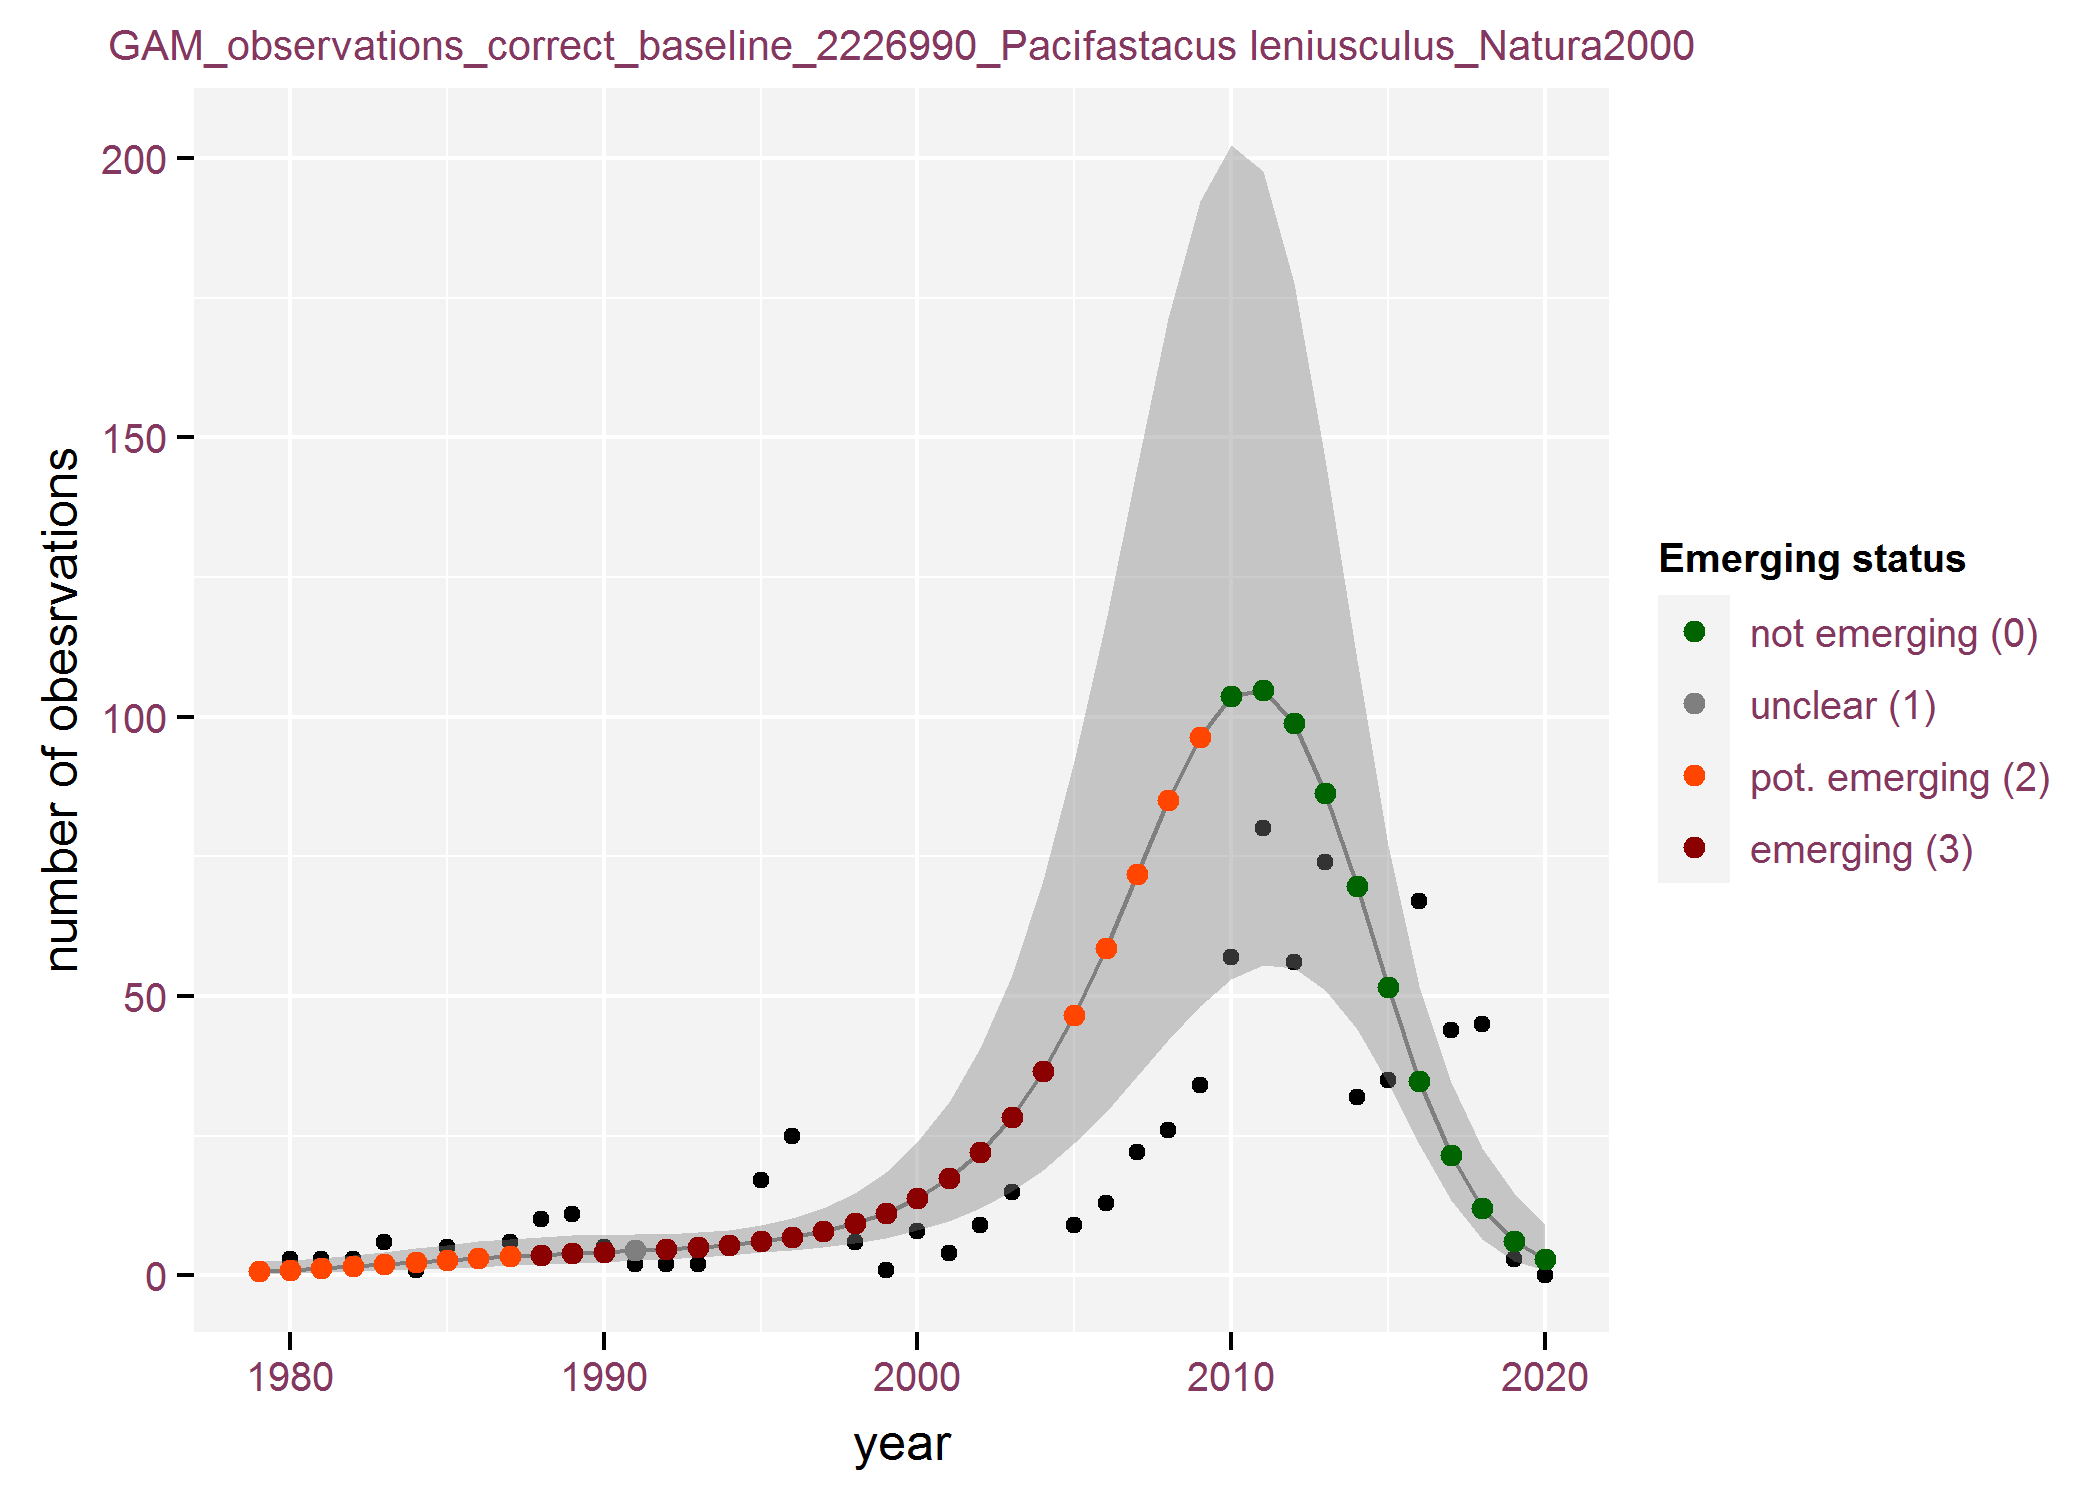 GAM_observations_correct_baseline_2226990_Pacifastacus leniusculus_Natura2000
200
150
100
50
0
number of obesrvations
1980 1990 2000 2010 2020
year
Emerging status
not emerging (0)
unclear (1)
pot. emerging (2)
emerging (3)